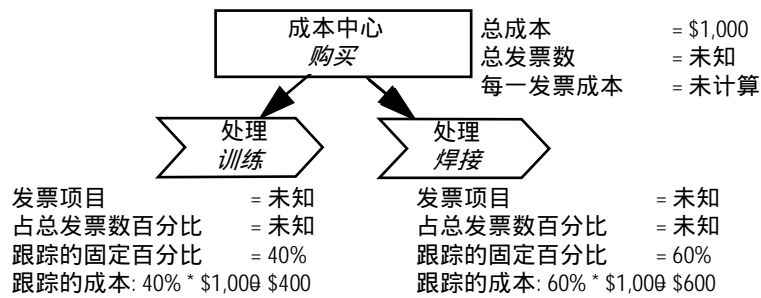 成本中心
购买
总成本 = $1,000
总发票数 = 未知
每一发票成本 = 未计算
处理
训练
处理
焊接
发票项目 = 未知
占总发票数百分比 = 未知
跟踪的固定百分比 = 40%
跟踪的成本: 40% * $1,000= $400
发票项目 = 未知
占总发票数百分比 = 未知
跟踪的固定百分比 = 60%
跟踪的成本: 60% * $1,000= $600